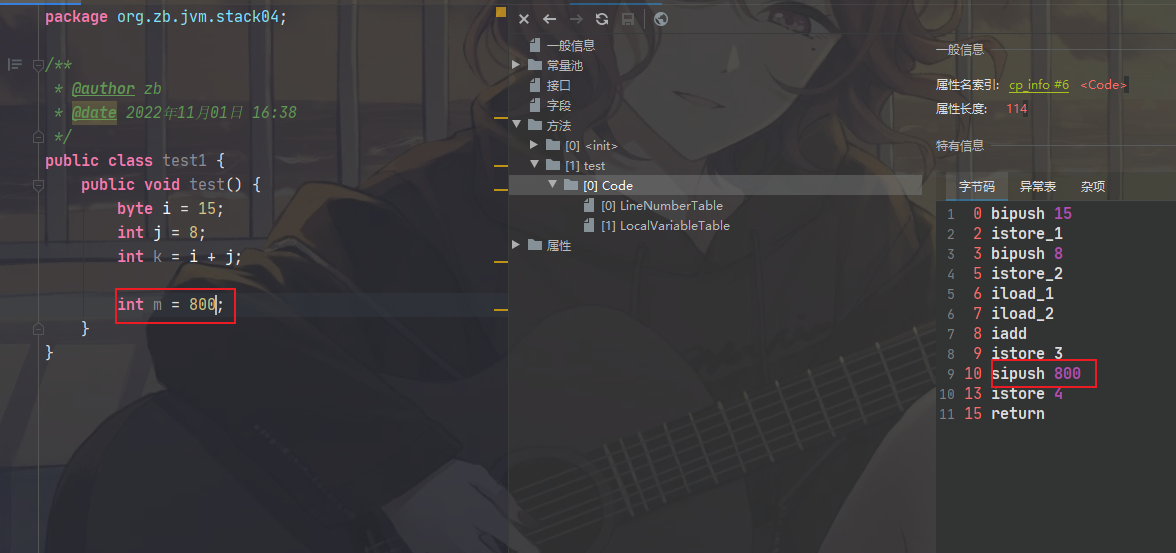 package org.zb.jvm.stack04;
/**
* @author zb
* @date 2022年11月01日 16:38
*/
public class test1 {
public void test() {
byte i = 15;
int j = 8;
int k = i + j;
int m = 800;
}
}
一般信息
常量池
接口
字段
方法
[0] <init>
[1] test
[0] Code
[0] LineNumberTable
[1] LocalVariableTable
属性
一般信息
属性名索引: cp_info #6 <Code>
属性长度: 114
特有信息
字节码 异常表 杂项
1 0 bipush 15
2 2 istore_1
3 3 bipush 8
4 5 istore_2
5 6 iload_1
6 7 iload_2
7 8 iadd
8 9 istore 3
9 10 sipush 800
10 13 istore 4
11 15 return